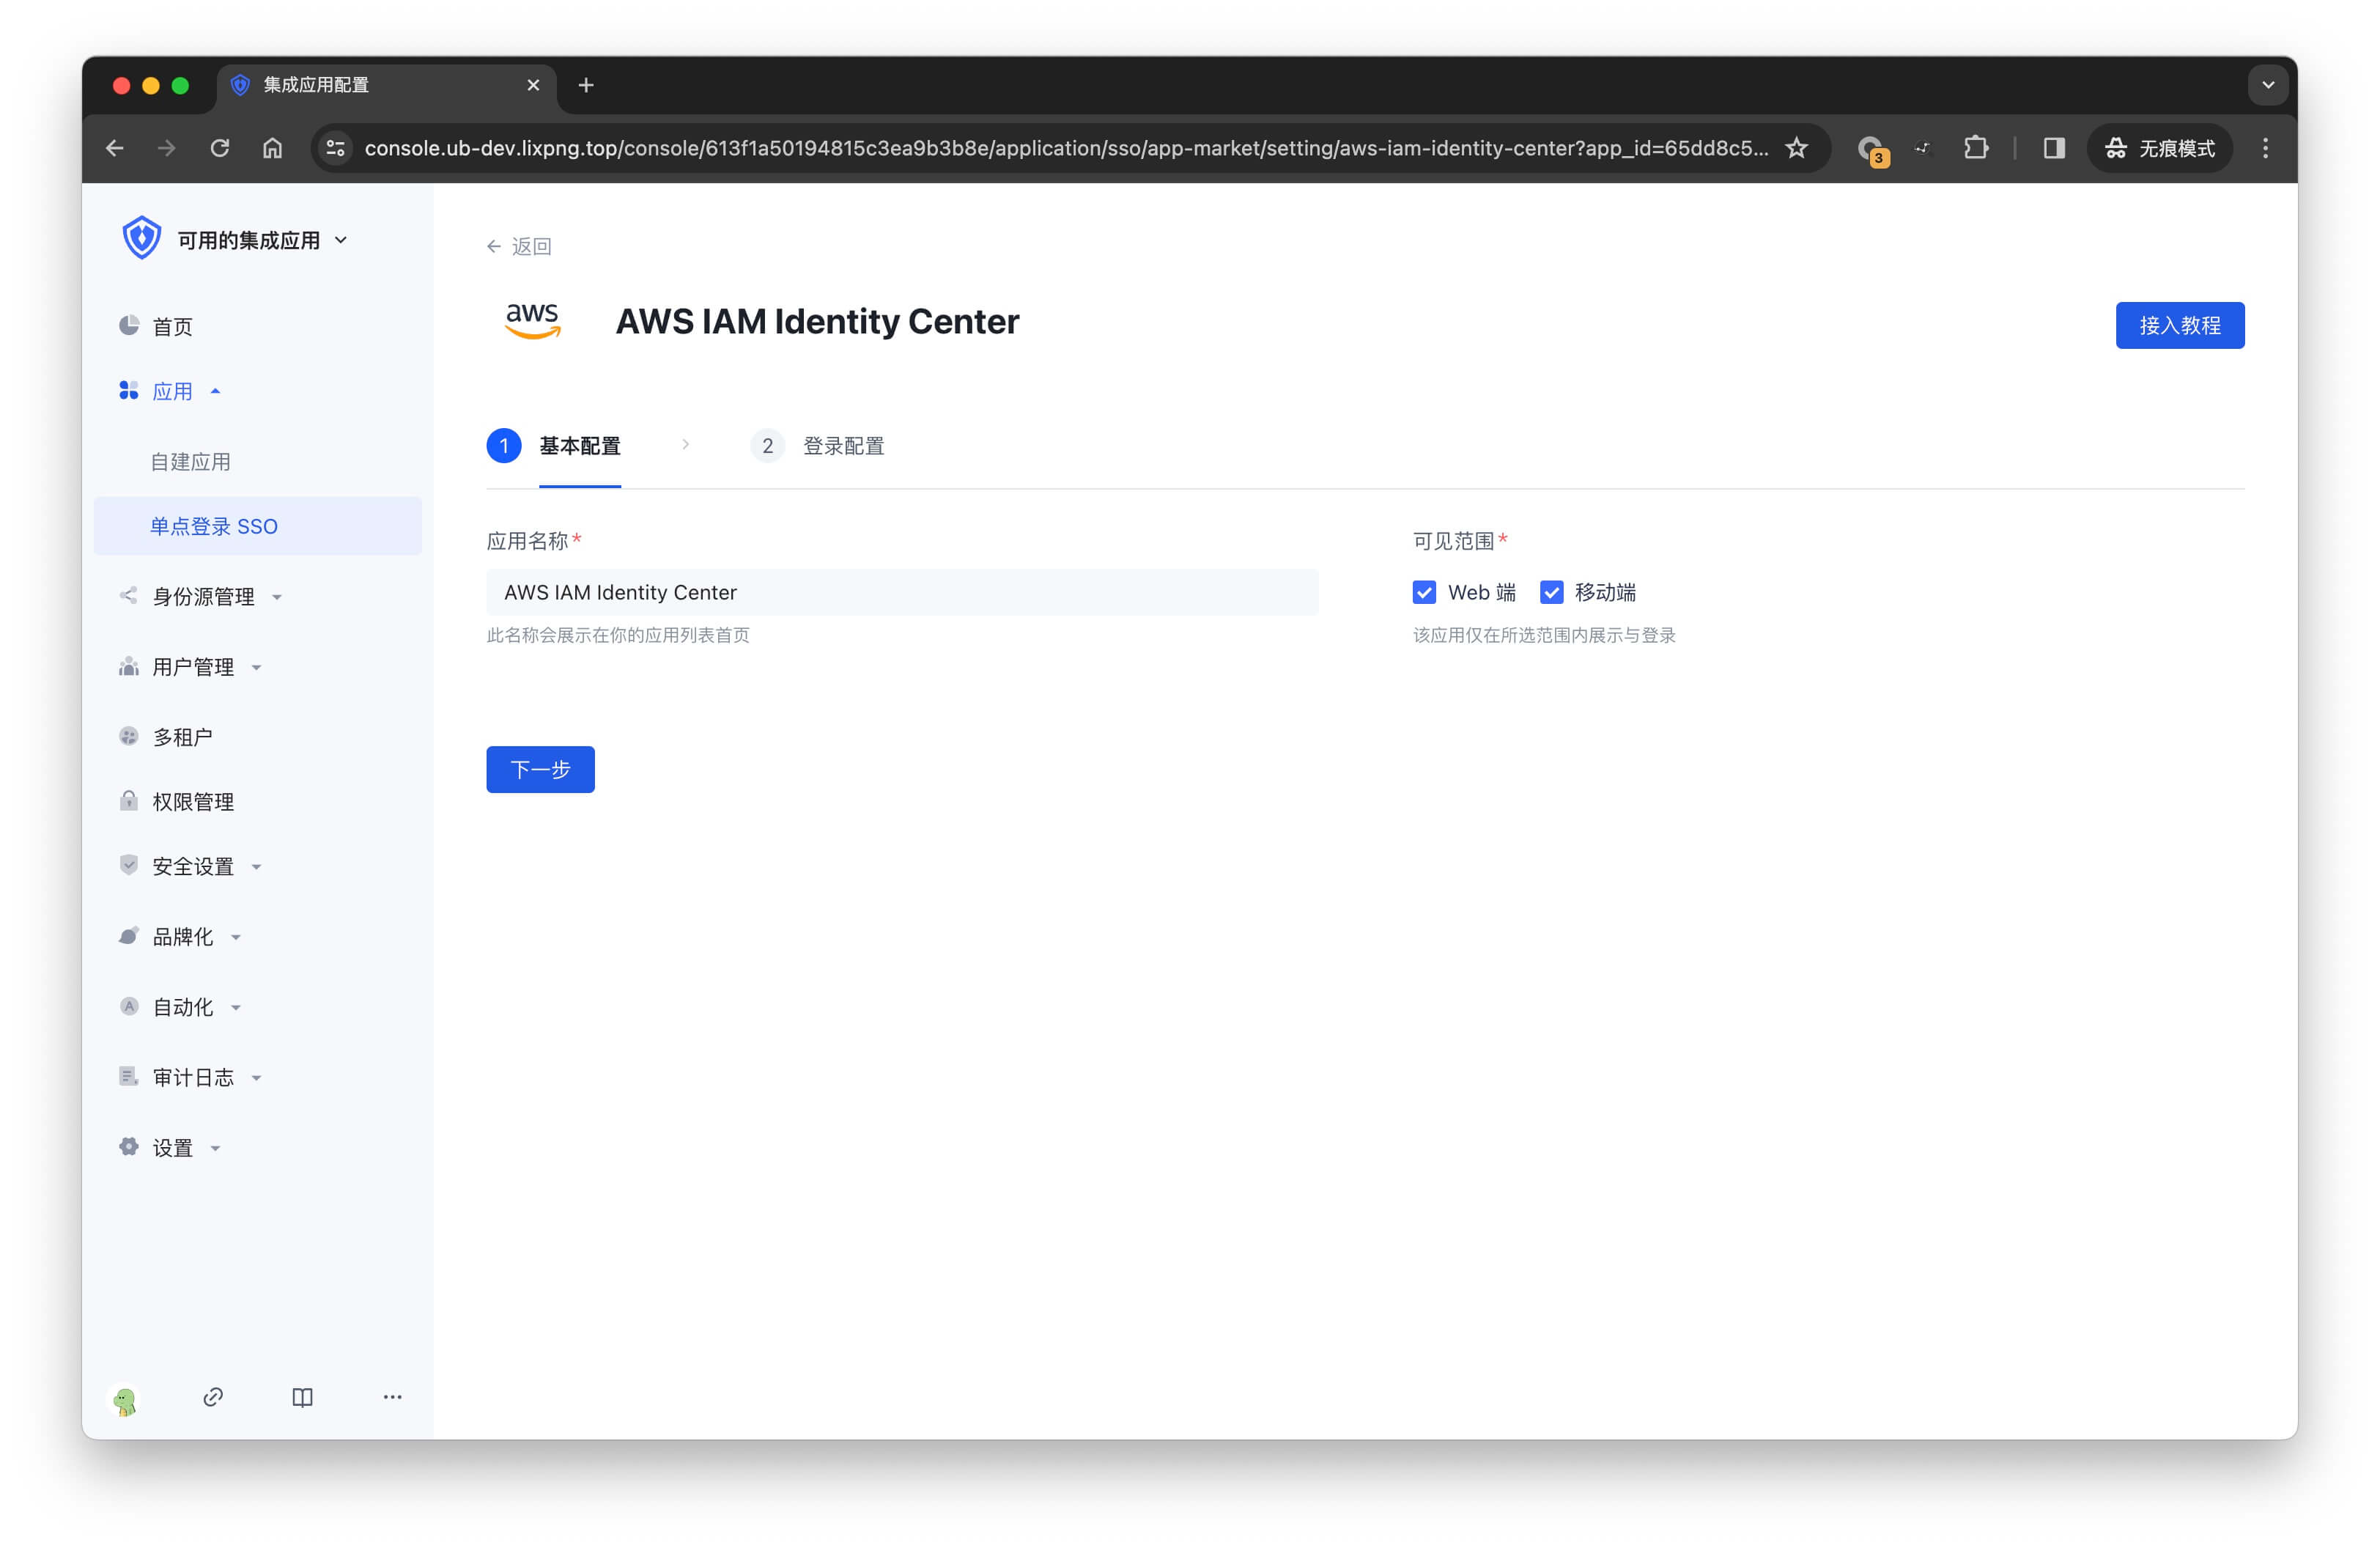 集成应用配置
console.ub-dev.lixpng.top/console/613f1a50194815c3ea9b3b8e/application/sso/app-market/setting/aws-iam-identity-center?app_id=65dd8c5...
3
无痕模式
可用的集成应用
首页
应用
自建应用
单点登录 SSO
身份源管理
用户管理
多租户
权限管理
安全设置
品牌化
自动化
审计日志
设置
返回
aws
AWS IAM Identity Center
接入教程
1 基本配置
2 登录配置
应用名称*
AWS IAM Identity Center
此名称会展示在你的应用列表首页
可见范围*
Web 端 移动端
该应用仅在所选范围内展示与登录
下一步